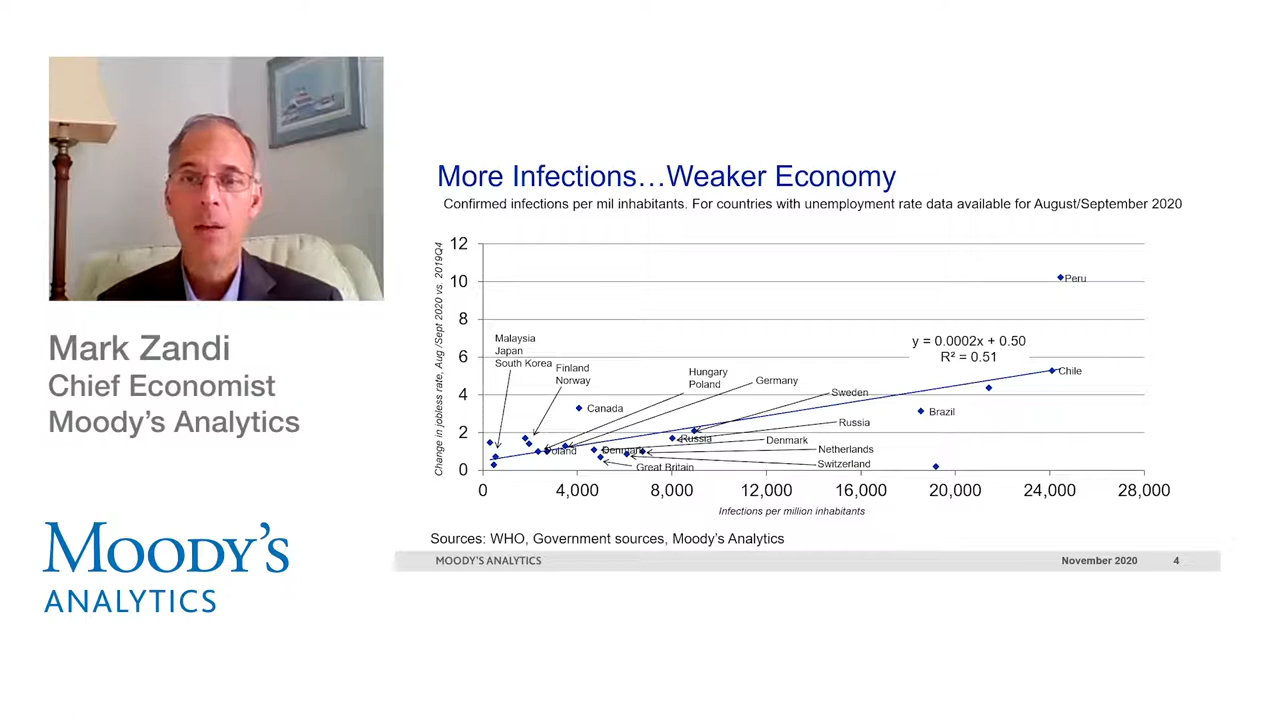 More Infections…Weaker Economy
Confirmed infections per mil inhabitants. For countries with unemployment rate data available for August/September 2020
Change in jobless rate, Aug /Sept 2020 vs. 2019Q4
12
10
8
6
4
2
0
Peru
Malaysia
Japan
South Korea
Finland
Norway
Hungary
Poland
Germany
Sweden
y = 0.0002x + 0.50
R² = 0.51
Chile
Canada
Brazil
Russia
Russia
Denmark
Poland
Denmark
Netherlands
Great Britain
Switzerland
0
4,000
8,000
12,000
16,000
20,000
24,000
28,000
Infections per million inhabitants
Sources: WHO, Government sources, Moody's Analytics
MOODY'S ANALYTICS
November 2020
4
Mark Zandi
Chief Economist
Moody's Analytics
MOODY'S
ANALYTICS